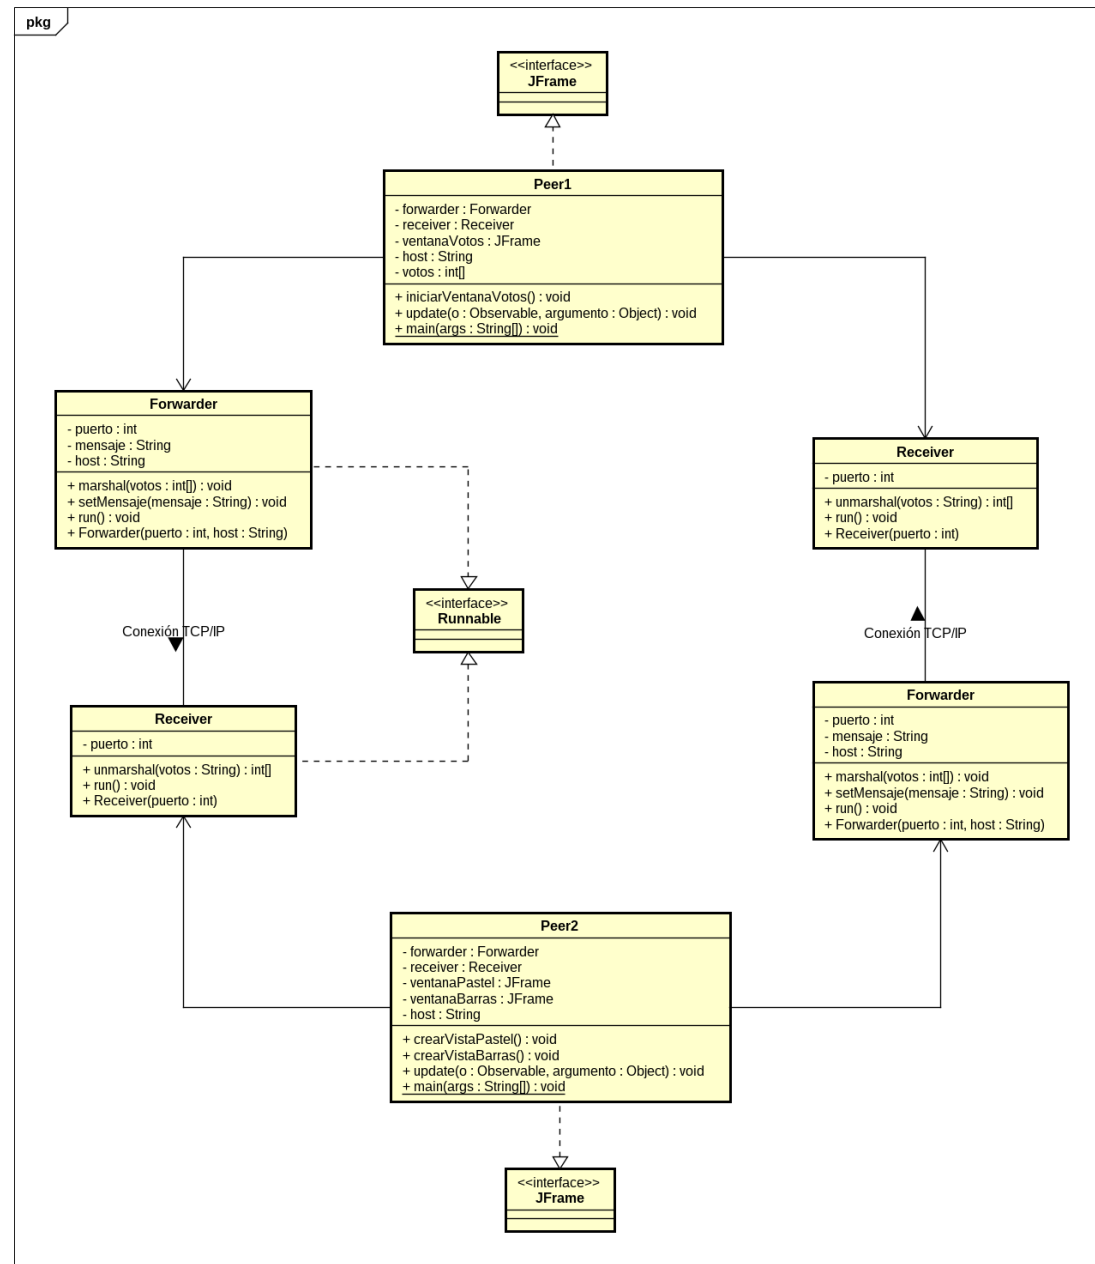 pkg
<<interface>>
JFrame
Peer1
- forwarder : Forwarder
- receiver : Receiver
- ventanaVotos : JFrame
- host : String
- votos : int[]
+ iniciarVentanaVotos() : void
+ update(o : Observable, argumento : Object) : void
+ main(args : String[]) : void
Forwarder
- puerto : int
- mensaje : String
- host : String
+ marshal(votos : int[]) : void
+ setMensaje(mensaje : String) : void
+ run() : void
+ Forwarder(puerto : int, host : String)
Receiver
- puerto : int
+ unmarshal(votos : String) : int[]
+ run() : void
+ Receiver(puerto : int)
<<interface>>
Runnable
Conexión TCP/IP
Conexión TCP/IP
Receiver
- puerto : int
+ unmarshal(votos : String) : int[]
+ run() : void
+ Receiver(puerto : int)
Forwarder
- puerto : int
- mensaje : String
- host : String
+ marshal(votos : int[]) : void
+ setMensaje(mensaje : String) : void
+ run() : void
+ Forwarder(puerto : int, host : String)
Peer2
- forwarder : Forwarder
- receiver : Receiver
- ventanaPastel : JFrame
- ventanaBarras : JFrame
- host : String
+ crearVistaPastel() : void
+ crearVistaBarras() : void
+ update(o : Observable, argumento : Object) : void
+ main(args : String[]) : void
<<interface>>
JFrame